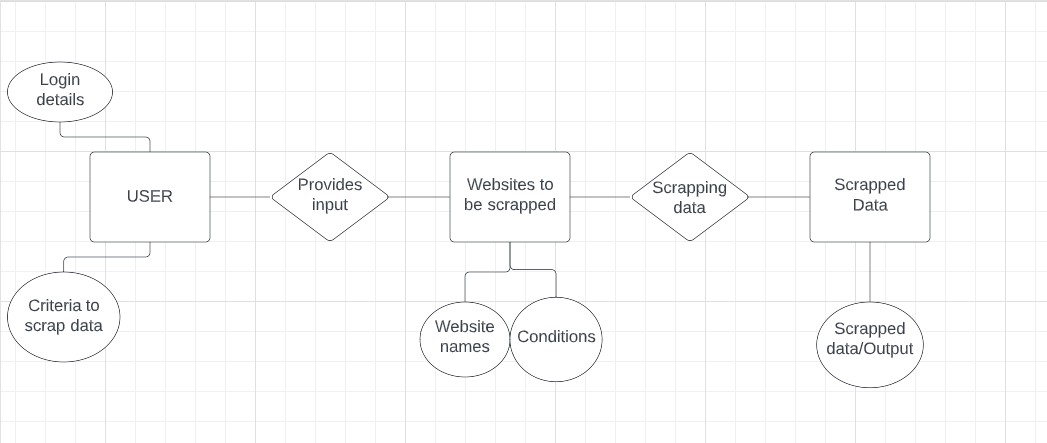 Login
details
USER
Provides
input
Websites to
be scrapped
Scrapping
data
Scrapped
Data
Criteria to
scrap data
Website
names
Conditions
Scrapped
data/Output